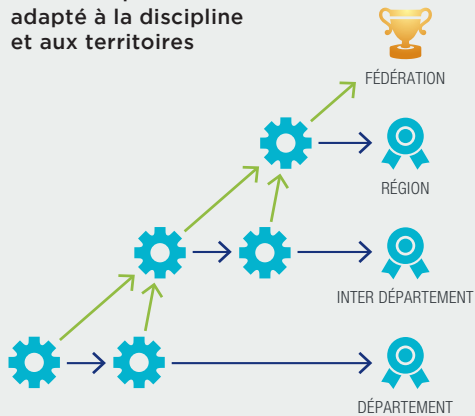 adapté à la discipline
et aux territoires
FÉDÉRATION
RÉGION
INTER DÉPARTEMENT
DÉPARTEMENT